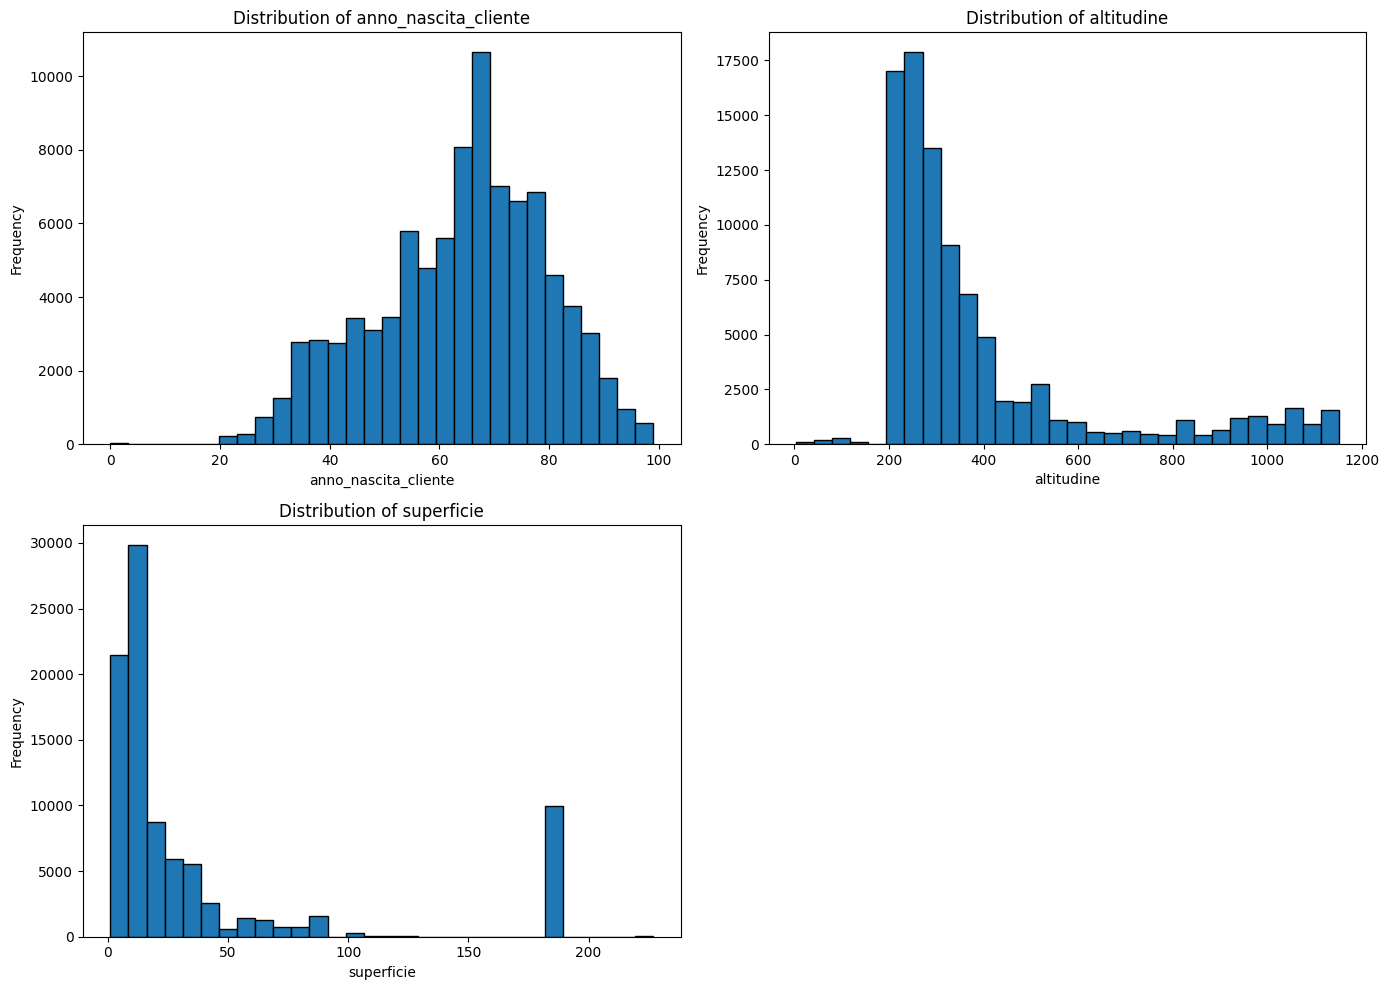 Distribution of anno_nascita_cliente
Frequency
10000
8000
6000
4000
2000
0
0 20 40 60 80 100
anno_nascita_cliente
Distribution of altitudine
Frequency
17500
15000
12500
10000
7500
5000
2500
0
0 200 400 600 800 1000 1200
altitudine
Distribution of superficie
Frequency
30000
25000
20000
15000
10000
5000
0
0 50 100 150 200
superficie